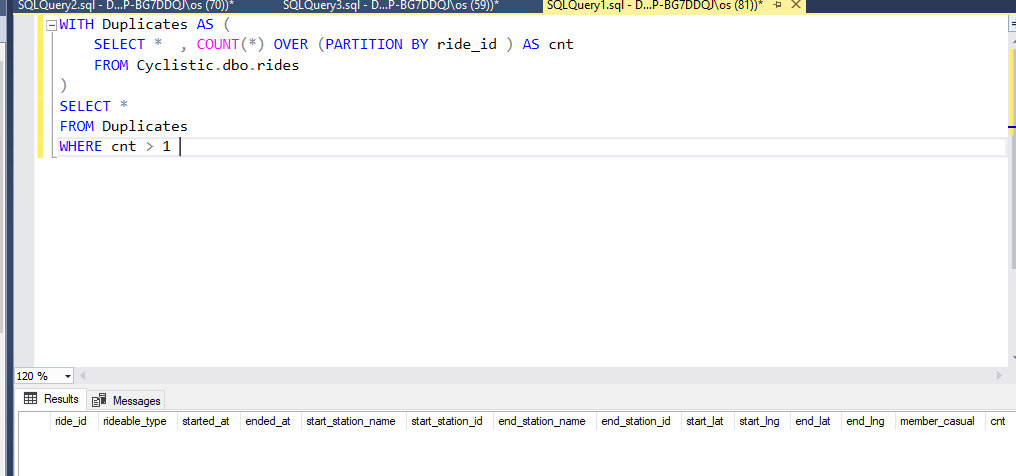 SQLQuery2.sql - D...P-BG7DDQJ\os (70))*
SQLQuery3.sql - D...P-BG7DDQJ\os (59))*
SQLQuery1.sql - D...P-BG7DDQJ\os (81))*
WITH Duplicates AS (
SELECT * , COUNT(*) OVER (PARTITION BY ride_id ) AS cnt
FROM Cyclistic.dbo.rides
)
SELECT *
FROM Duplicates
WHERE cnt > 1
120 %
Results Messages
ride_id rideable_type started_at ended_at start_station_name start_station_id end_station_name end_station_id start_lat start_lng end_lat end_lng member_casual cnt